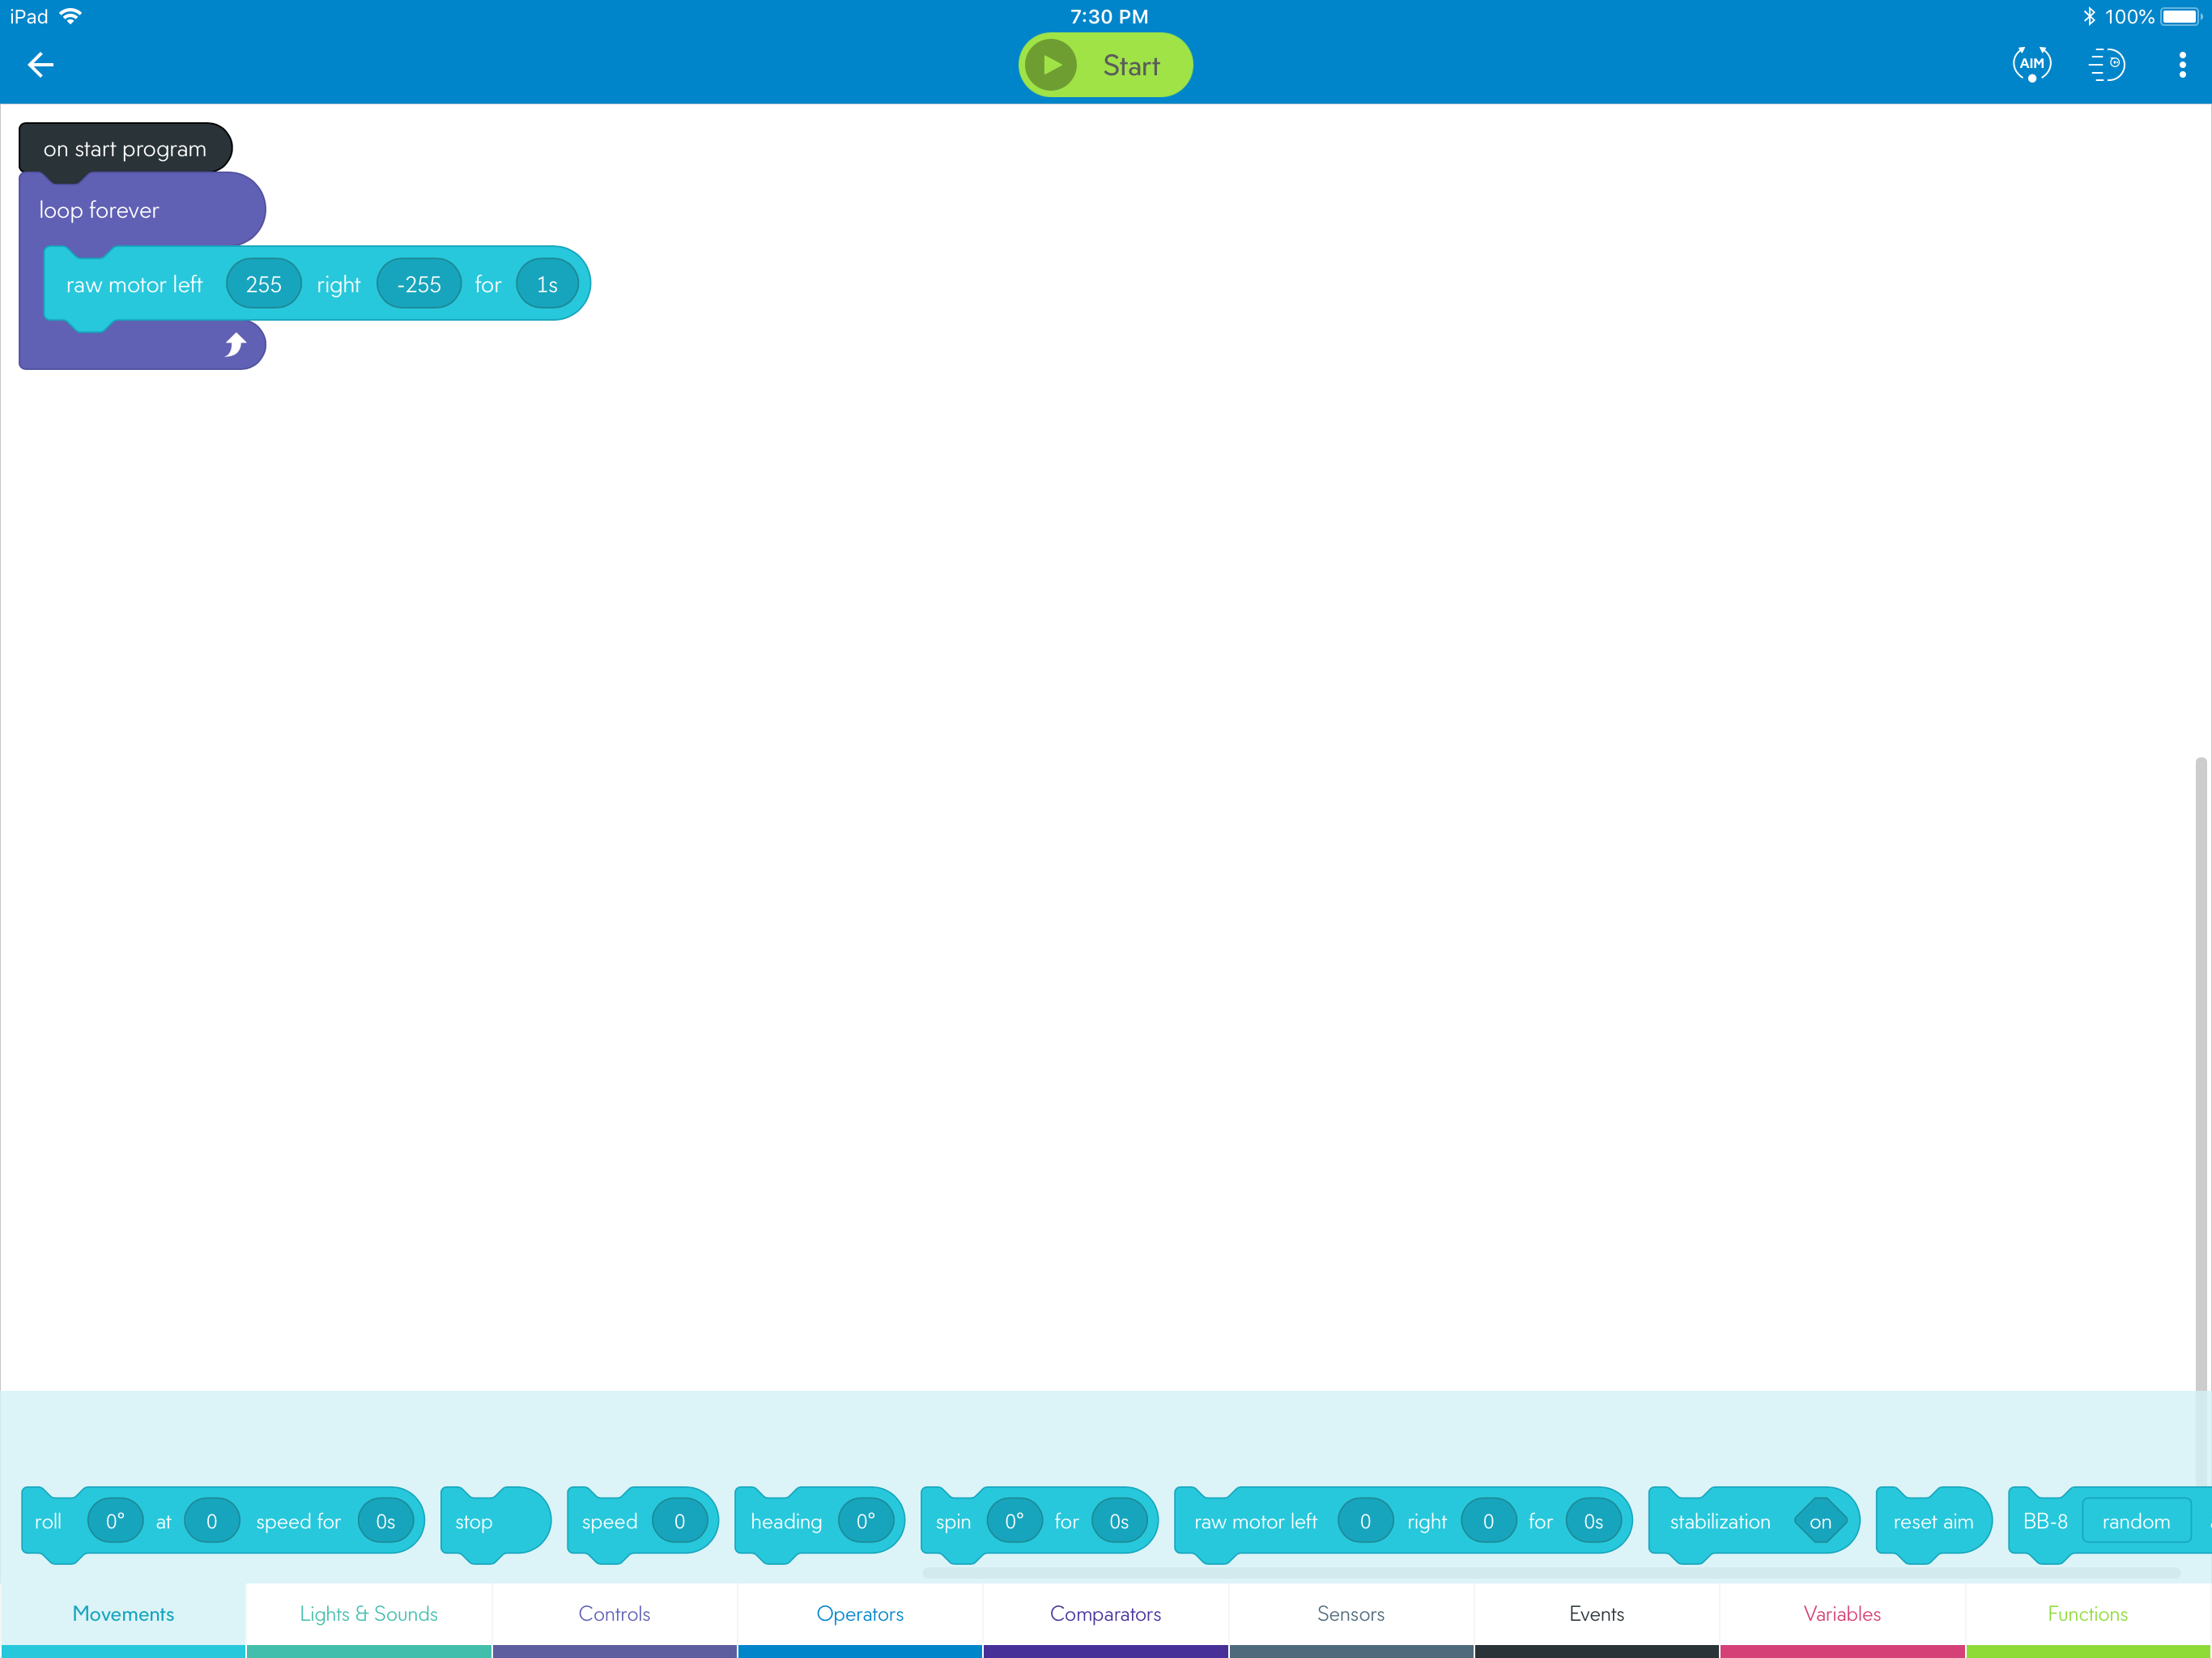 iPad 7:30 PM 100%
Start AIM
on start program
loop forever
raw motor left 255 right -255 for 1s
roll 0° at 0 speed for 0s stop speed 0 heading 0° spin 0° for 0s raw motor left 0 right 0 for 0s stabilization on reset aim BB-8 random
Movements Lights & Sounds Controls Operators Comparators Sensors Events Variables Functions